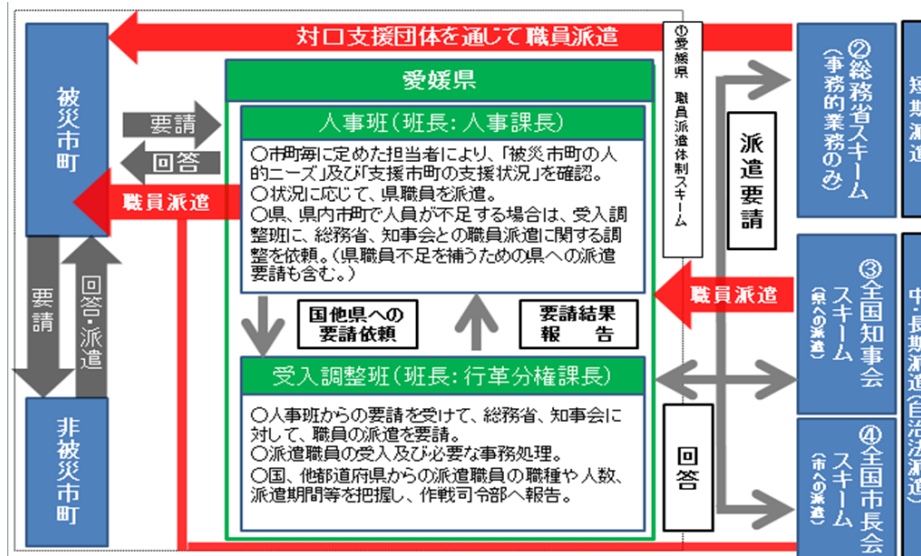 対口支援団体を通じて職員派遣
①愛媛県 職員派遣体制スキーム
②総務省スキーム
(事務的業務のみ)
短期派遣
被災市町
要請
回答
職員派遣
愛媛県
人事班(班長:人事課長)
○市町毎に定めた担当者により、「被災市町の人
的ニーズ」及び「支援市町の支援状況」を確認。
○状況に応じて、県職員を派遣。
○県、県内市町で人員が不足する場合は、受入調
整班に、総務省、知事会との職員派遣に関する調
整を依頼。(県職員不足を補うための県への派遣
要請も含む。)
派遣要請
職員派遣
③全国知事会
スキーム
(県への派遣)
中・長期派遣(自治法派遣)
要請
回答・派遣
国他県への
要請依頼
要請結果
報 告
受入調整班(班長:行革分権課長)
○人事班からの要請を受けて、総務省、知事会に
対して、職員の派遣を要請。
○派遣職員の受入及び必要な事務処理。
○国、他都道府県からの派遣職員の職種や人数、
派遣期間等を把握し、作戦司令部へ報告。
回答
④全国市長会
スキーム
(市への派遣)
非被災市町